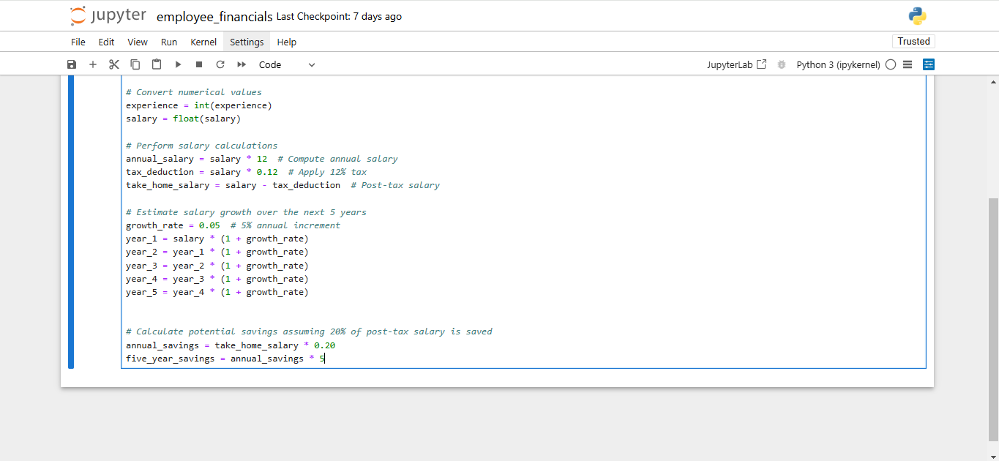 jupyter employee_financials Last Checkpoint: 7 days ago
File Edit View Run Kernel Settings Help Trusted
Code JupyterLab Python 3 (ipykernel)
# Convert numerical values
experience = int(experience)
salary = float(salary)
# Perform salary calculations
annual_salary = salary * 12  # Compute annual salary
tax_deduction = salary * 0.12  # Apply 12% tax
take_home_salary = salary - tax_deduction  # Post-tax salary
# Estimate salary growth over the next 5 years
growth_rate = 0.05  # 5% annual increment
year_1 = salary * (1 + growth_rate)
year_2 = year_1 * (1 + growth_rate)
year_3 = year_2 * (1 + growth_rate)
year_4 = year_3 * (1 + growth_rate)
year_5 = year_4 * (1 + growth_rate)
# Calculate potential savings assuming 20% of post-tax salary is saved
annual_savings = take_home_salary * 0.20
five_year_savings = annual_savings * 5